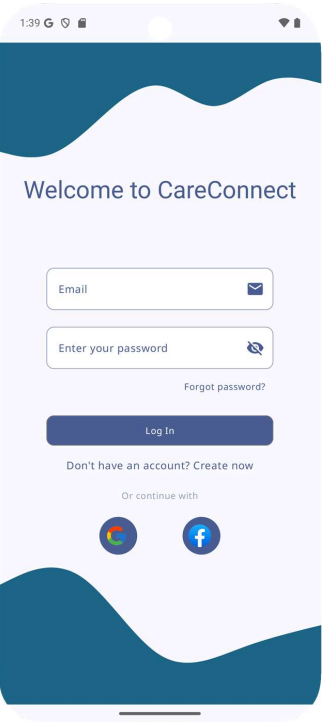 1:39
Welcome to CareConnect
Email
Enter your password
Forgot password?
Log In
Don't have an account? Create now
Or continue with